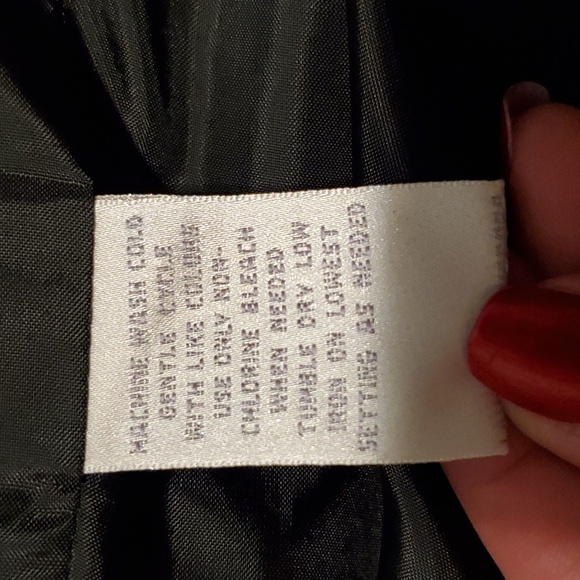 MACHINE WASH COLD
GENTLE CYCLE
WITH LIKE COLORS
USE ONLY NON-
CHLORINE BLEACH
WHEN NEEDED
TUMBLE DRY LOW
IRON ON LOWEST
SETTING AS NEEDED